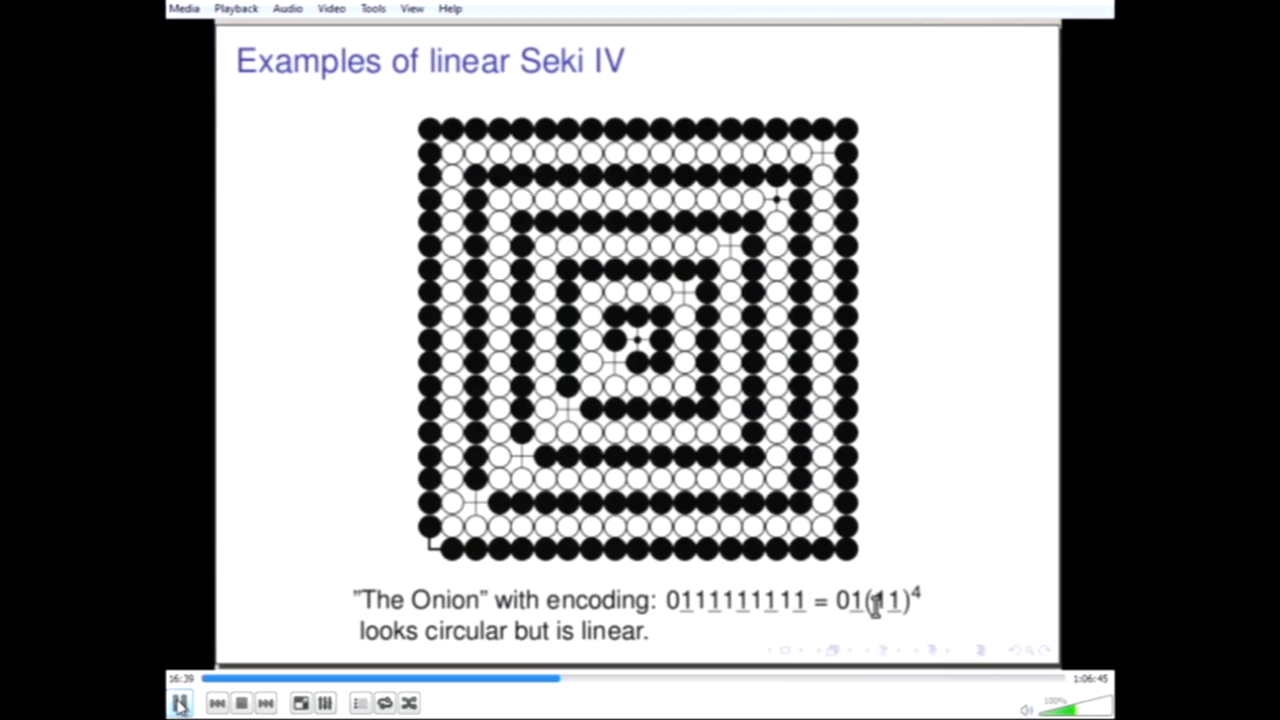 Media Playback Audio Video Tools View Help
Examples of linear Seki IV
"The Onion" with encoding: 0111111111 = 01(11)⁴
looks circular but is linear.
16:39
1:06:45
100%